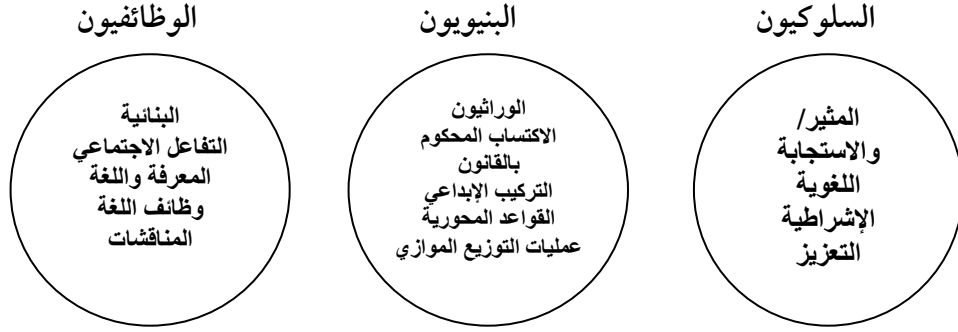 السلوكيون
المثير/
والاستجابة
اللغوية
الإشراطية
التعزيز
البنيويون
الوراثيون
الاكتساب المحكوم
بالقانون
التركيب الإبداعي
القواعد المحورية
عمليات التوزيع الموازي
الوظائفيون
البنائية
التفاعل الاجتماعي
المعرفة واللغة
وظائف اللغة
المناقشات